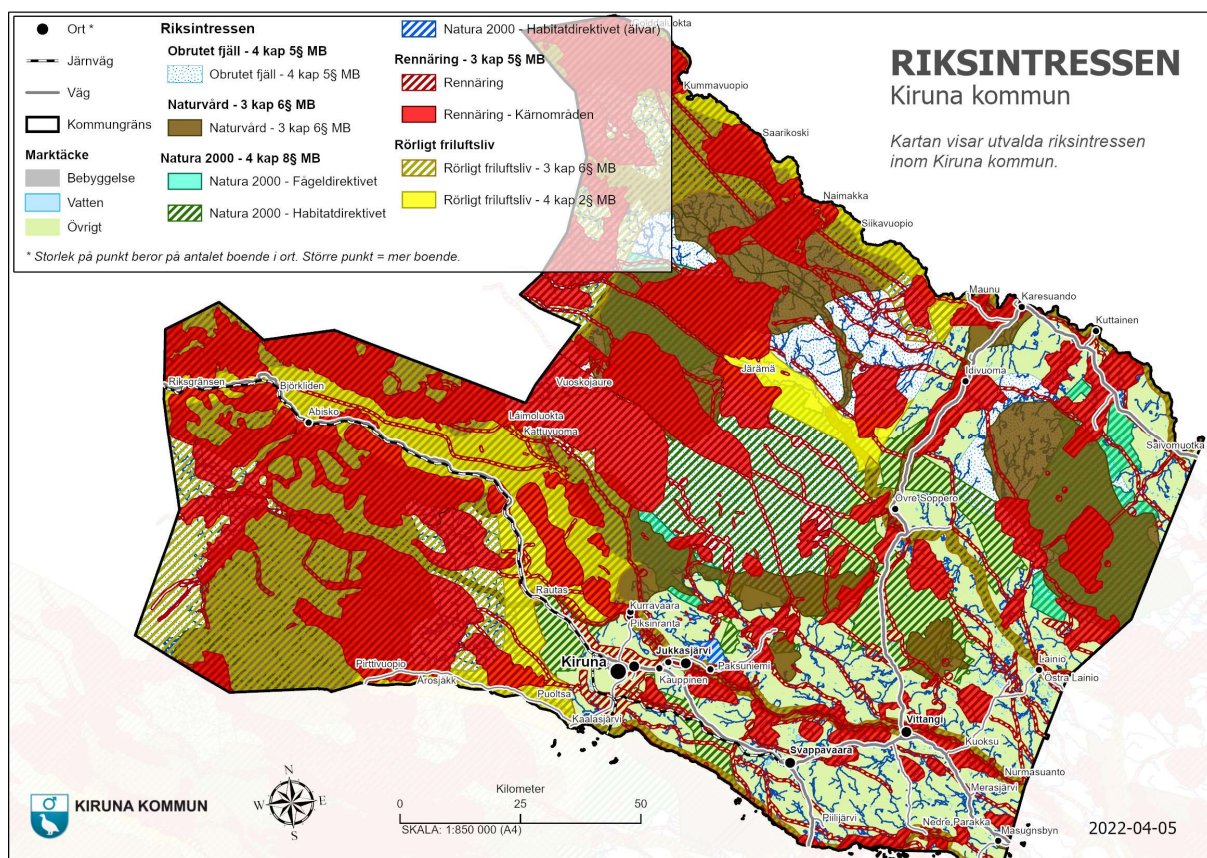 Ort *
Järnväg
Väg
Kommungräns
Marktäcke
Bebyggelse
Vatten
Övrigt
Riksintressen
Obrutet fjäll - 4 kap 5§ MB
Obrutet fjäll - 4 kap 5§ MB
Naturvård - 3 kap 6§ MB
Naturvård - 3 kap 6§ MB
Natura 2000 - 4 kap 8§ MB
Natura 2000 - Fågeldirektivet
Natura 2000 - Habitatdirektivet
Natura 2000 - Habitatdirektivet (älvar)
Rennäring - 3 kap 5§ MB
Rennäring
Rennäring - Kärnområden
Rörligt friluftsliv
Rörligt friluftsliv - 3 kap 6§ MB
Rörligt friluftsliv - 4 kap 2§ MB
* Storlek på punkt beror på antalet boende i ort. Större punkt = mer boende.
RIKSINTRESSEN
Kiruna kommun
Kartan visar utvalda riksintressen
inom Kiruna kommun.
Goiddaluokta
Kummavuopio
Saarikoski
Naimakka
Siikavuopio
Maunu
Karesuando
Kuttainen
Idivuoma
Järämä
Vuoskojaure
Riksgränsen
Björkliden
Abisko
Láimoluokta
Kattuvuoma
Saivomuotka
Övre Soppero
Rautas
Kurravaara
Piksinranta
Kiruna
Jukkasjärvi
Paksuniemi
Kauppinen
Lainio
Östra Lainio
Pirttivuopio
Årosjåkk
Puoltsa
Kaalasjärvi
Vittangi
Kuoksu
Svappavaara
Nurmasuanto
Merasjärvi
Piilijärvi
Nedre Parakka
Masugnsbyn
KIRUNA KOMMUN
N
W
E
S
Kilometer
0
25
50
SKALA: 1:850 000 (A4)
2022-04-05